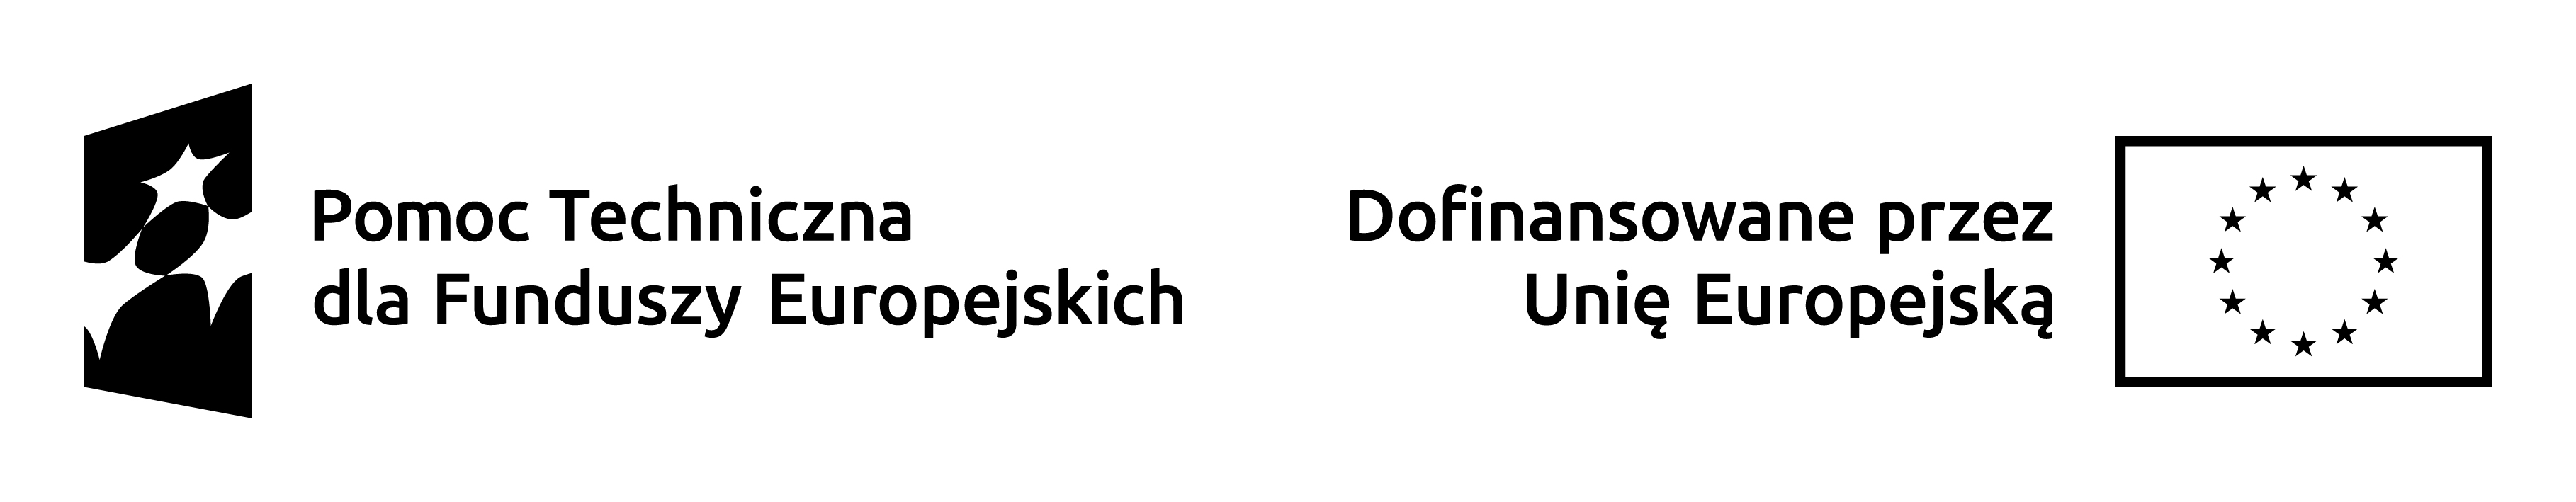 Pomoc Techniczna
dla Funduszy Europejskich
Dofinansowane przez
Unię Europejską